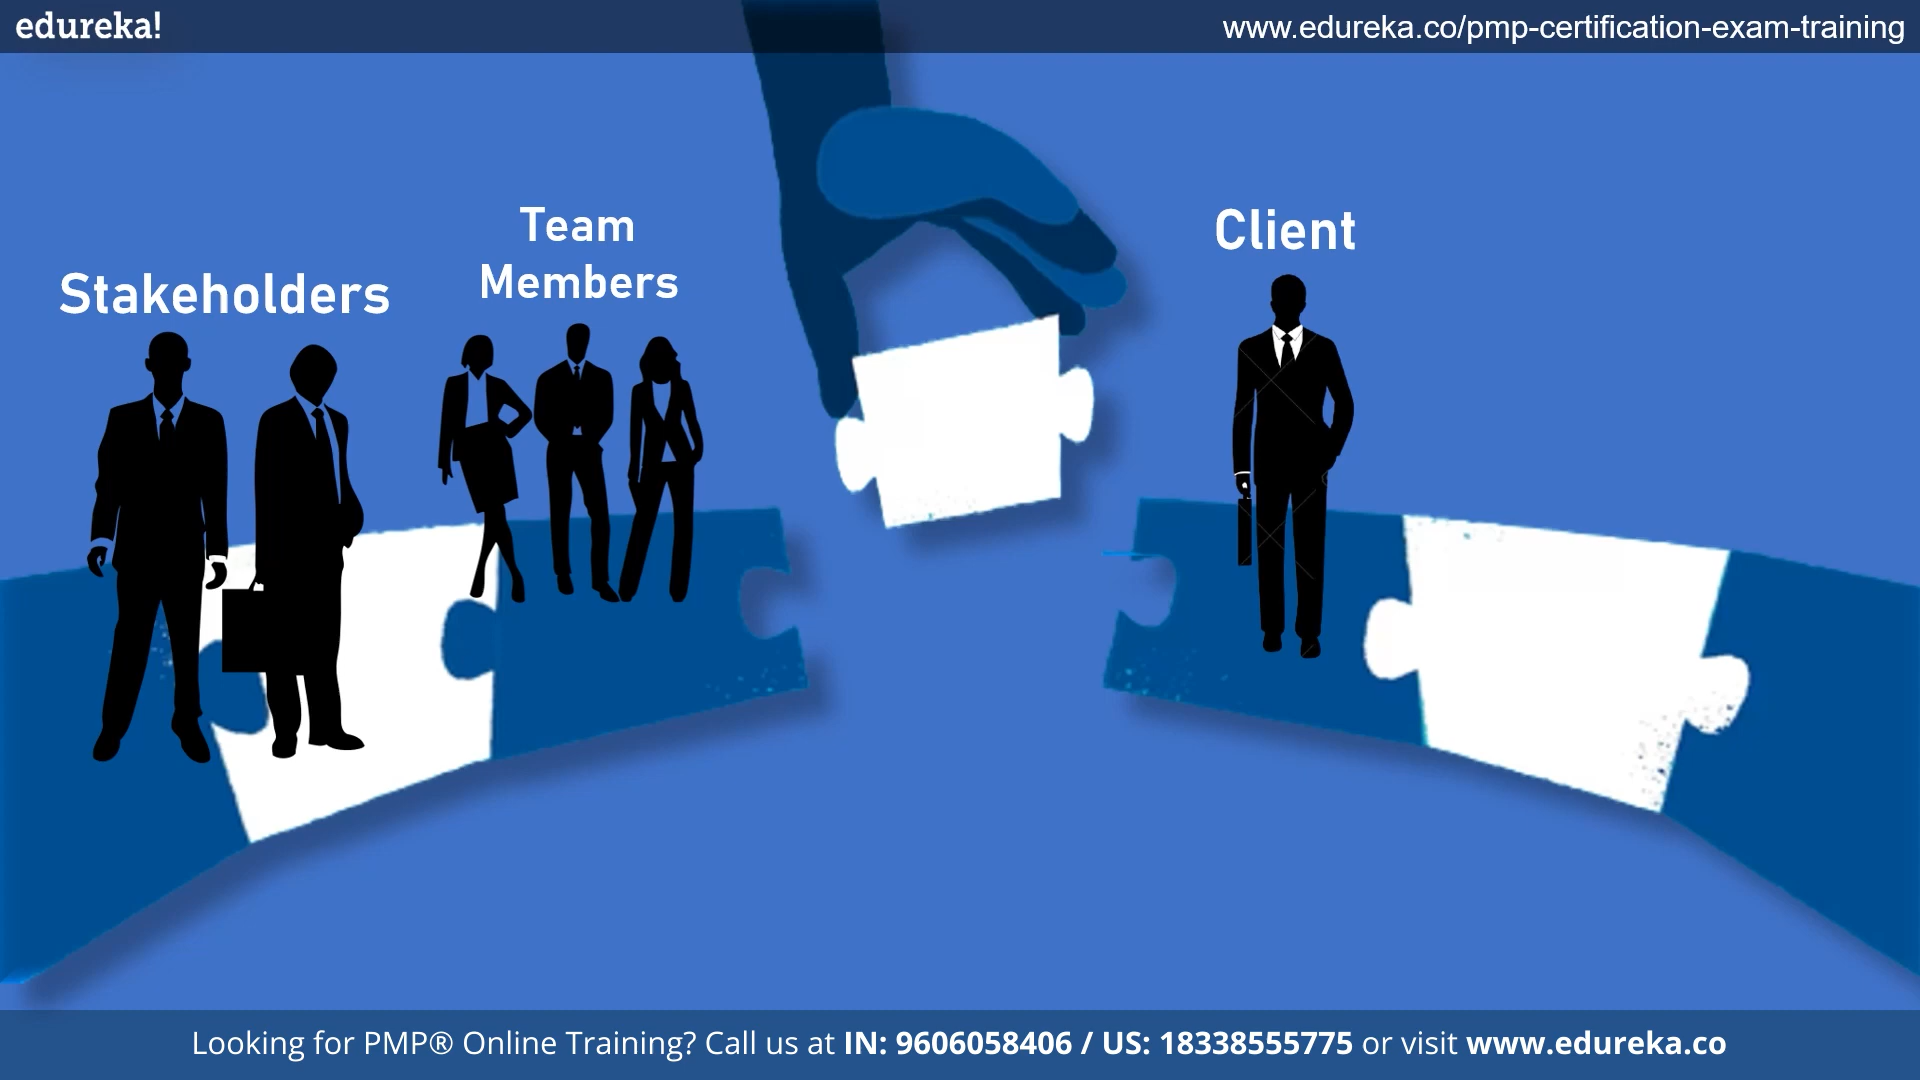 edureka!
www.edureka.co/pmp-certification-exam-training
Team
Members
Client
Stakeholders
Looking for PMP® Online Training? Call us at IN: 9606058406 / US: 18338555775 or visit www.edureka.co